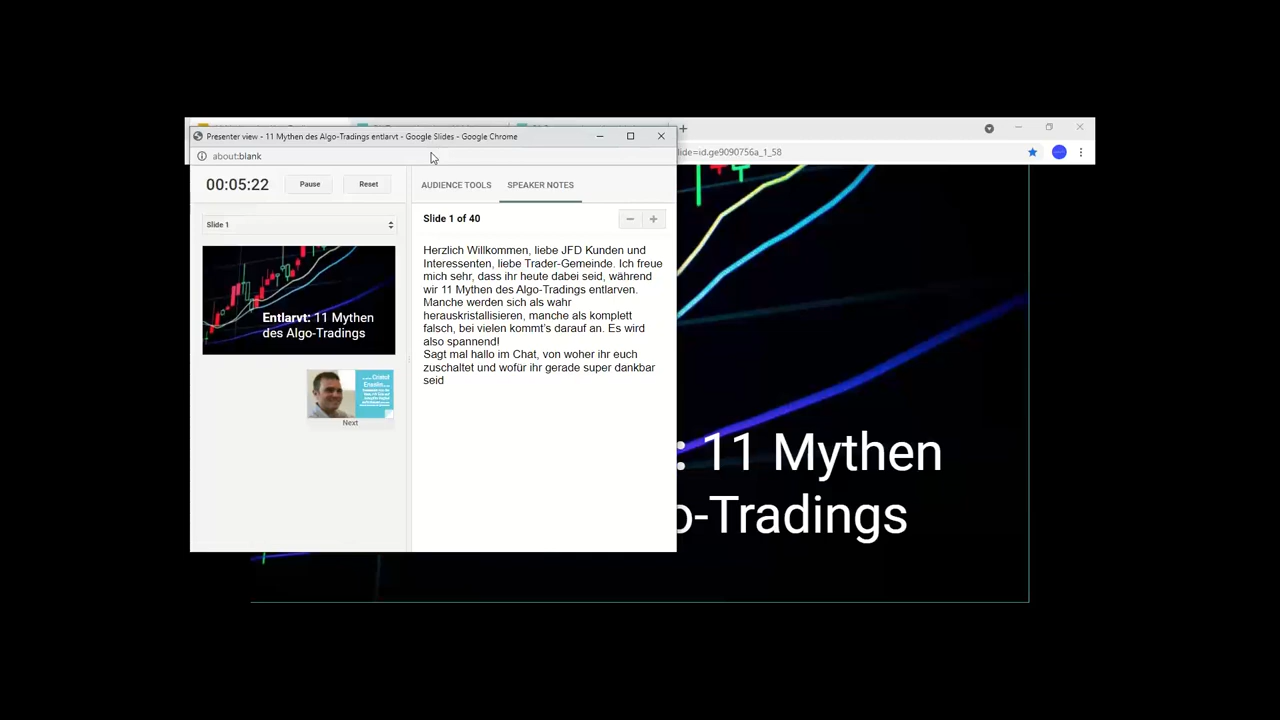 Presenter view - 11 Mythen des Algo-Tradings entlarvt - Google Slides - Google Chrome
about:blank
lide=id.ge9090756a_1_58
00:05:22
Pause
Reset
AUDIENCE TOOLS
SPEAKER NOTES
Slide 1
Slide 1 of 40
Entlarvt: 11 Mythen
des Algo-Tradings
Next
Herzlich Willkommen, liebe JFD Kunden und
Interessenten, liebe Trader-Gemeinde. Ich freue
mich sehr, dass ihr heute dabei seid, während
wir 11 Mythen des Algo-Tradings entlarven.
Manche werden sich als wahr
herauskristallisieren, manche als komplett
falsch, bei vielen kommt's darauf an. Es wird
also spannend!
Sagt mal hallo im Chat, von woher ihr euch
zuschaltet und wofür ihr gerade super dankbar
seid
: 11 Mythen
o-Tradings